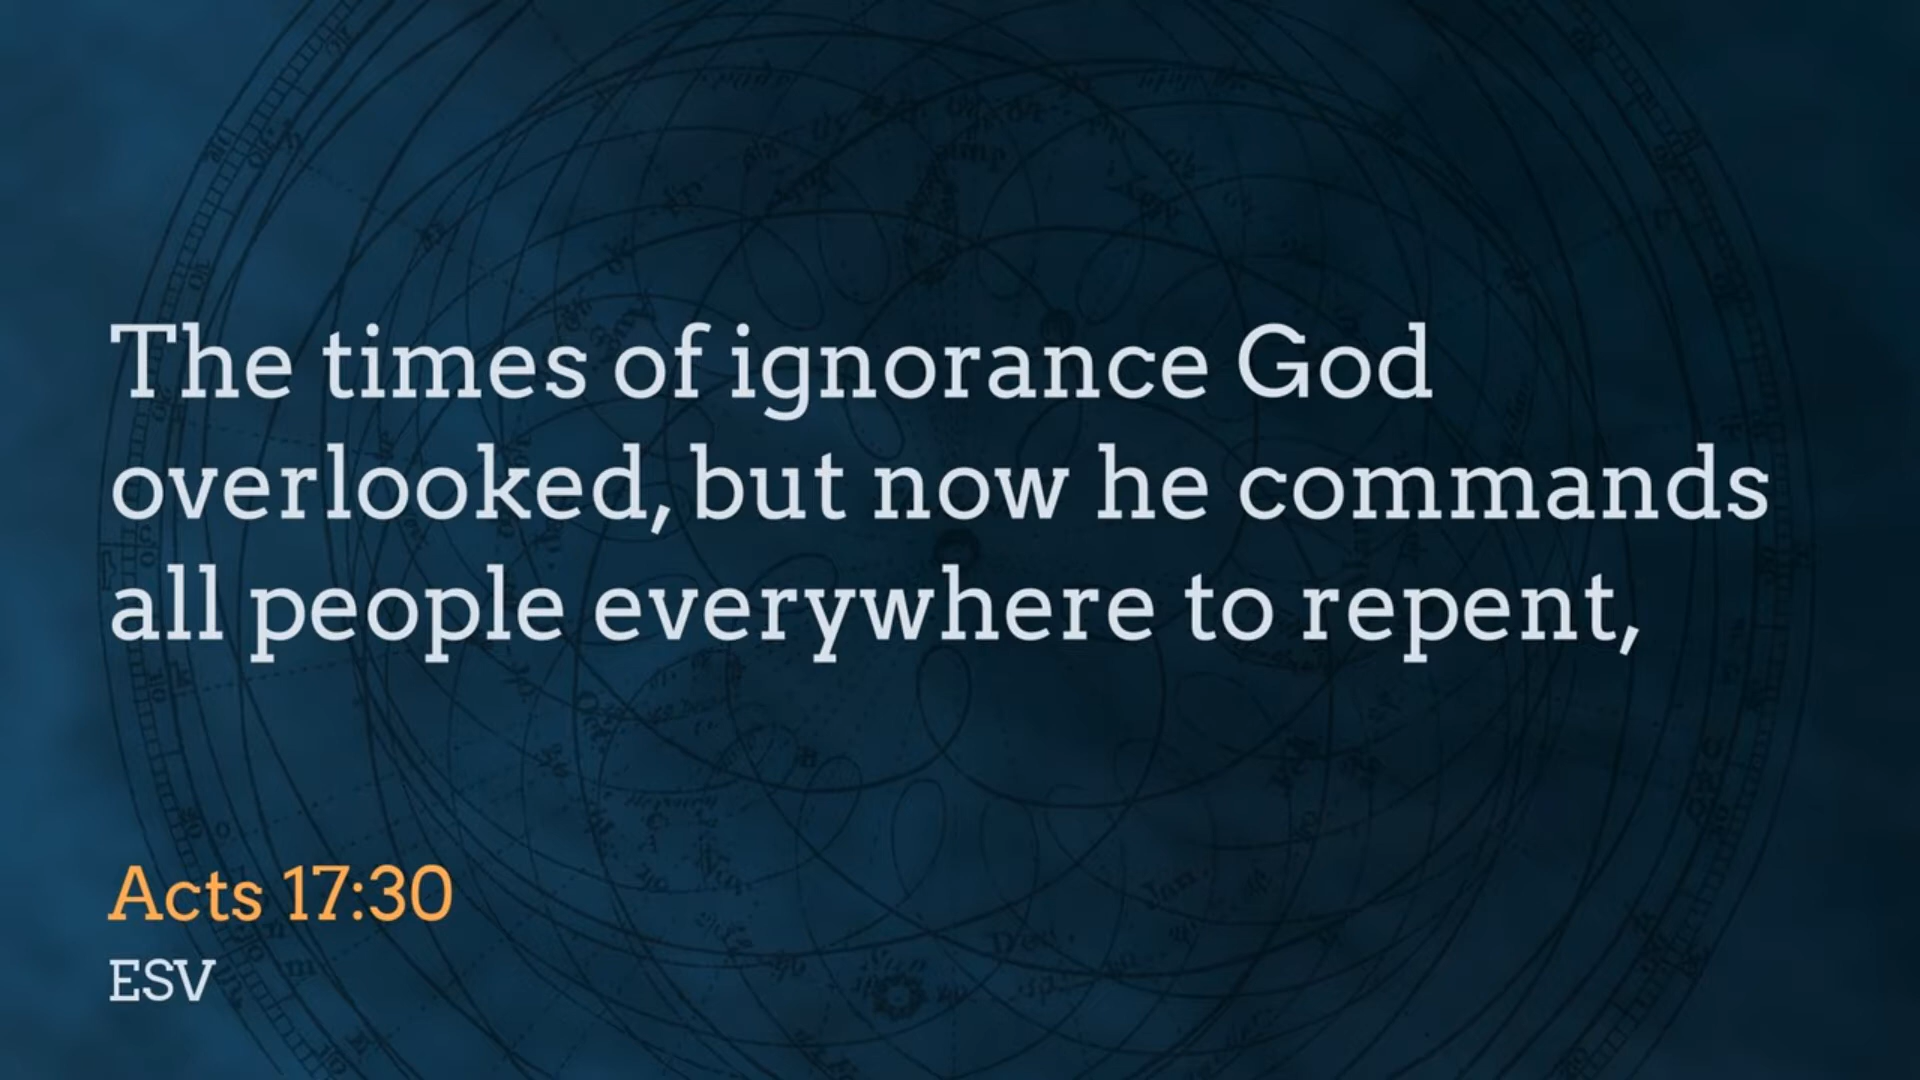 The times of ignorance God
overlooked, but now he commands
all people everywhere to repent,
Acts 17:30
ESV